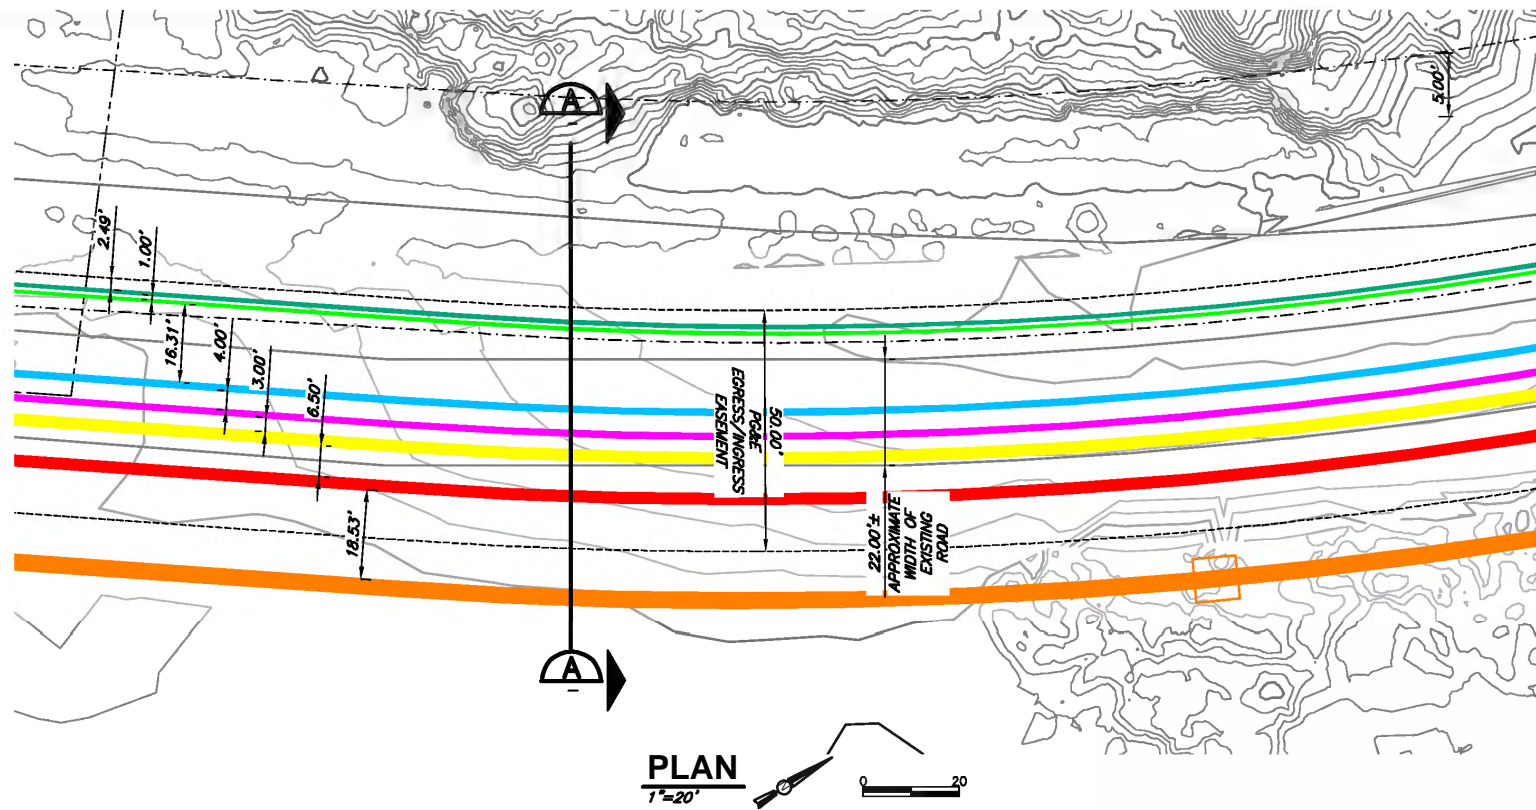 A
-
5.00'
2.49'
1.00'
16.31'
4.00'
3.00'
6.50'
50.00'
PG&E
EGRESS/INGRESS
EASEMENT
22.00'±
APPROXIMATE
WIDTH OF
EXISTING
ROAD
18.53'
A
-
PLAN
1"=20'
0 20